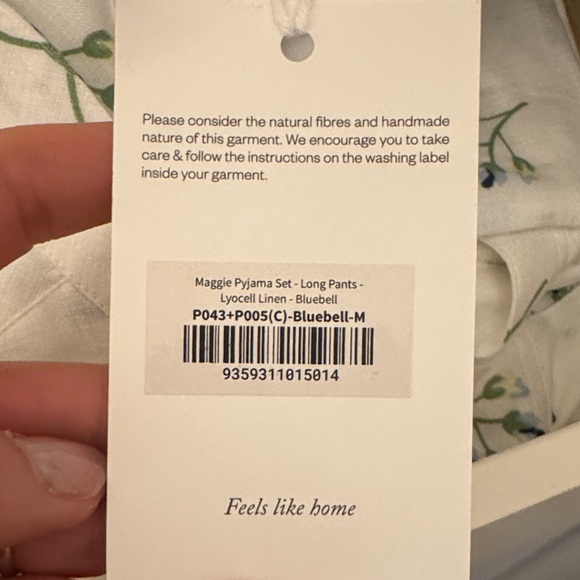 Please consider the natural fibres and handmade
nature of this garment. We encourage you to take
care & follow the instructions on the washing label
inside your garment.
Maggie Pyjama Set - Long Pants -
Lyocell Linen - Bluebell
P043+P005(C)-Bluebell-M
9359311015014
Feels like home